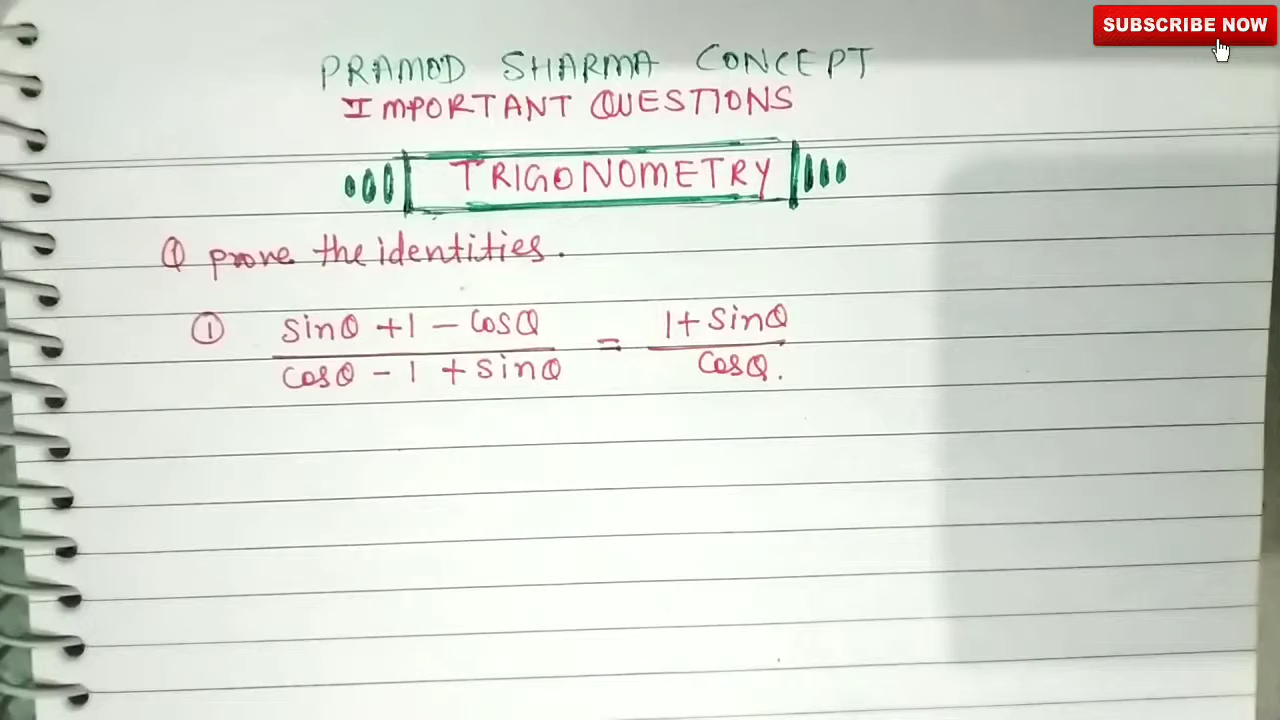 SUBSCRIBE NOW
PRAMOD SHARMA CONCEPT
IMPORTANT QUESTIONS
TRIGONOMETRY
Q prove the identities.
① (sinθ + 1 - cosθ)/(cosθ - 1 + sinθ) = (1 + sinθ)/cosθ.